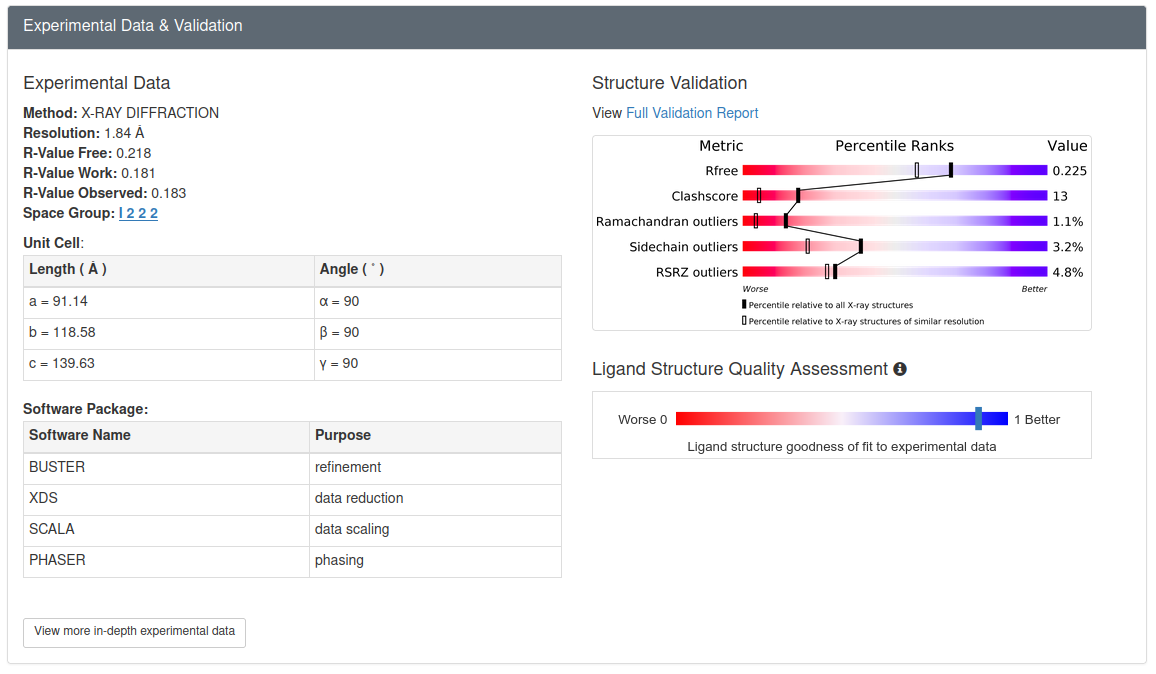 Experimental Data & Validation
Experimental Data
Method: X-RAY DIFFRACTION
Resolution: 1.84 Å
R-Value Free: 0.218
R-Value Work: 0.181
R-Value Observed: 0.183
Space Group: I 2 2 2
Unit Cell:
Length ( Å ) Angle ( ˚ )
a = 91.14 α = 90
b = 118.58 β = 90
c = 139.63 γ = 90
Software Package:
Software Name Purpose
BUSTER refinement
XDS data reduction
SCALA data scaling
PHASER phasing
View more in-depth experimental data
Structure Validation
View Full Validation Report
Metric Percentile Ranks Value
Rfree 0.225
Clashscore 13
Ramachandran outliers 1.1%
Sidechain outliers 3.2%
RSRZ outliers 4.8%
Worse Better
Percentile relative to all X-ray structures
Percentile relative to X-ray structures of similar resolution
Ligand Structure Quality Assessment
Worse 0 1 Better
Ligand structure goodness of fit to experimental data